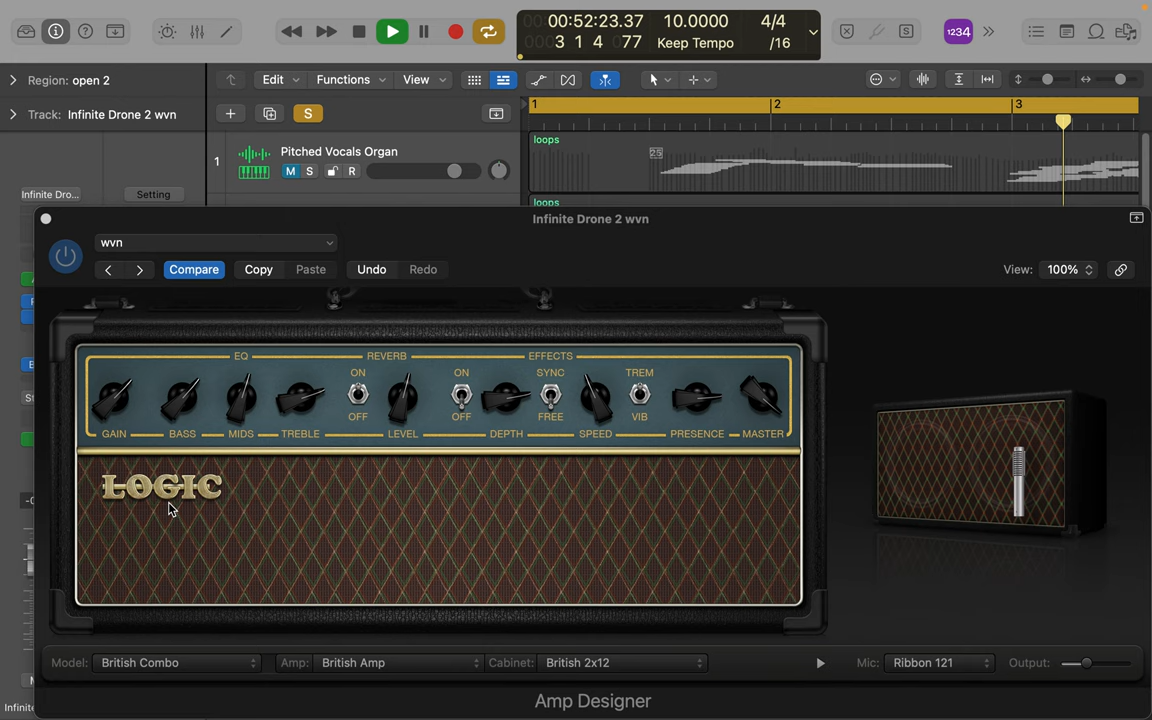 00:52:23.37 10.0000 4/4
3 1 4 077 Keep Tempo /16
1234
Region: open 2
Edit Functions View
Track: Infinite Drone 2 wvn
S
1 2 3
1
Pitched Vocals Organ
M S R
loops
25
loops
Infinite Dro...
Setting
Infinite Drone 2 wvn
wvn
Compare Copy Paste Undo Redo
View: 100%
EQ REVERB EFFECTS
ON ON SYNC TREM
OFF OFF FREE VIB
GAIN BASS MIDS TREBLE LEVEL DEPTH SPEED PRESENCE MASTER
LOGIC
Model: British Combo Amp: British Amp Cabinet: British 2x12 Mic: Ribbon 121 Output:
Amp Designer